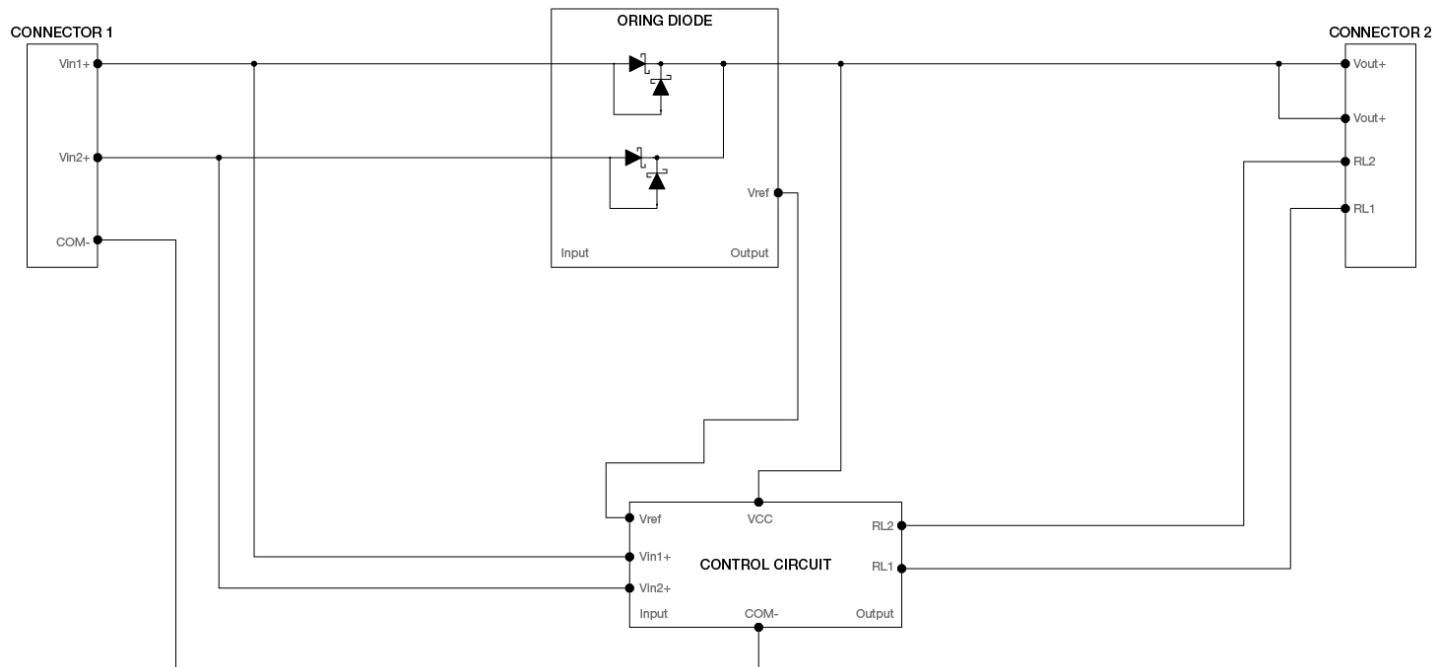 ORING DIODE
CONNECTOR 1
CONNECTOR 2
Vin1+
Vout+
Vout+
Vin2+
RL2
Vref
RL1
COM-
Input
Output
Vref
VCC
RL2
Vin1+
CONTROL CIRCUIT
RL1
Vin2+
Input
COM-
Output